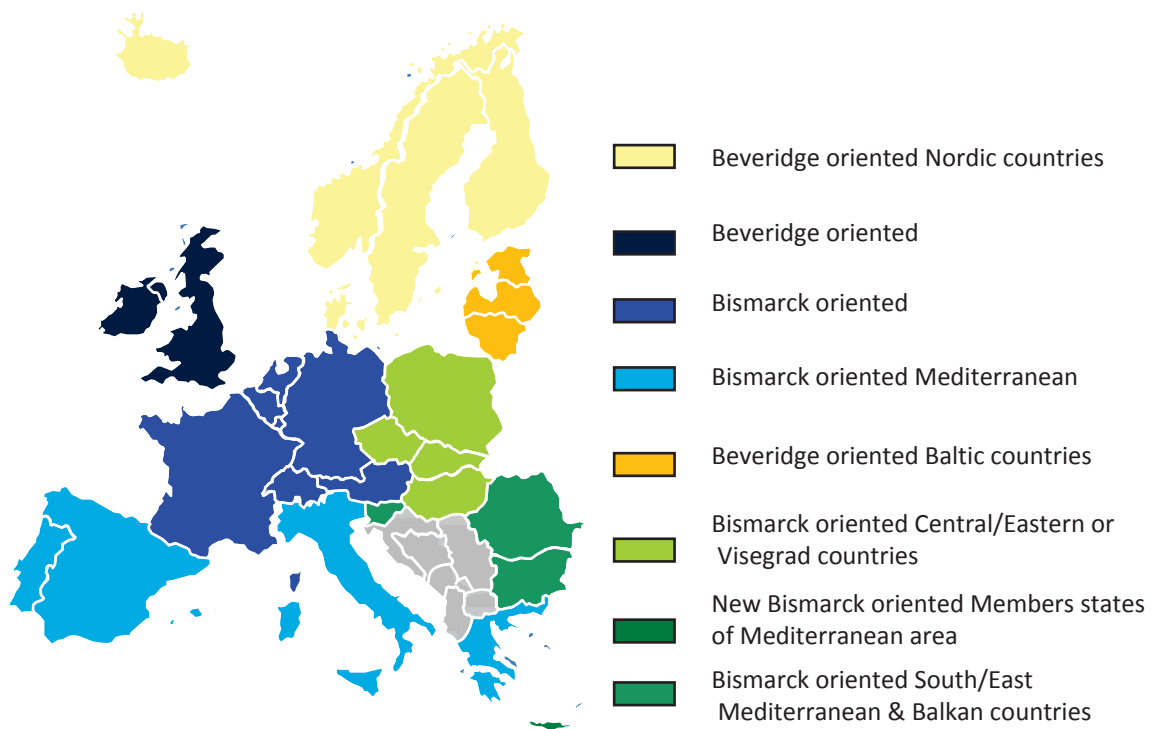 Beveridge oriented Nordic countries
Beveridge oriented
Bismarck oriented
Bismarck oriented Mediterranean
Beveridge oriented Baltic countries
Bismarck oriented Central/Eastern or
Visegrad countries
New Bismarck oriented Members states
of Mediterranean area
Bismarck oriented South/East
Mediterranean & Balkan countries